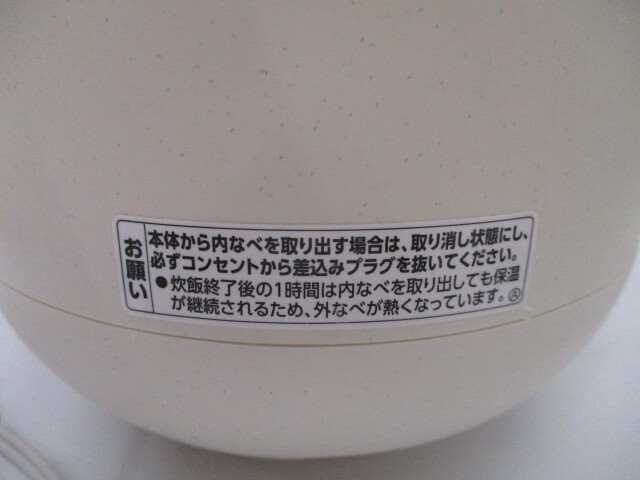 お願い
本体から内なべを取り出す場合は、取り消し状態にし、
必ずコンセントから差込みプラグを抜いてください。
●炊飯終了後の1時間は内なべを取り出しても保温
が継続されるため、外なべが熱くなっています。Ⓐ